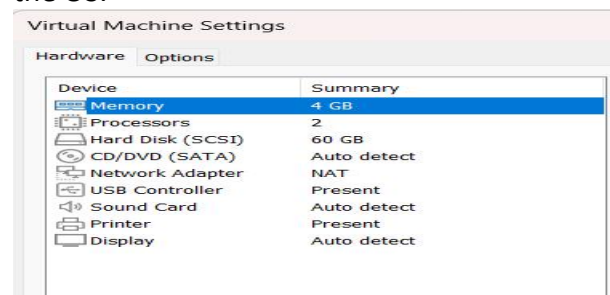 Virtual Machine Settings
Hardware Options
Device Summary
Memory 4 GB
Processors 2
Hard Disk (SCSI) 60 GB
CD/DVD (SATA) Auto detect
Network Adapter NAT
USB Controller Present
Sound Card Auto detect
Printer Present
Display Auto detect